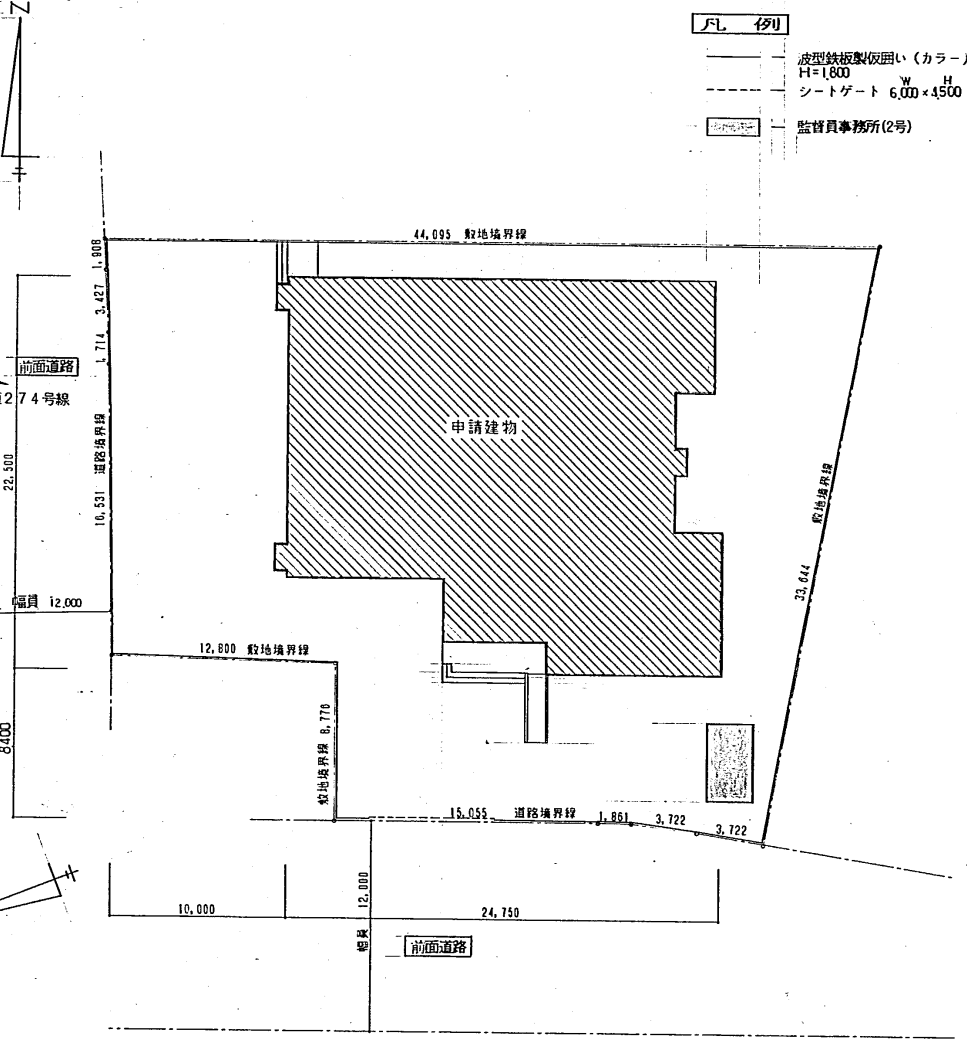 Z
凡 例
波型鉄板製仮囲い (カラー)
H=1,800
シートゲート 6,000×4,500
W H
監督員事務所(2号)
44,095 敷地境界線
1,908
3,427
1,714
前面道路
274号線
22,500
16,531 道路境界線
申請建物
敷地境界線
33,644
幅員 12,000
12,800 敷地境界線
8400
敷地境界線 8,776
15,055 道路境界線
1,861
3,722
3,722
10,000
24,750
幅員 12,000
前面道路